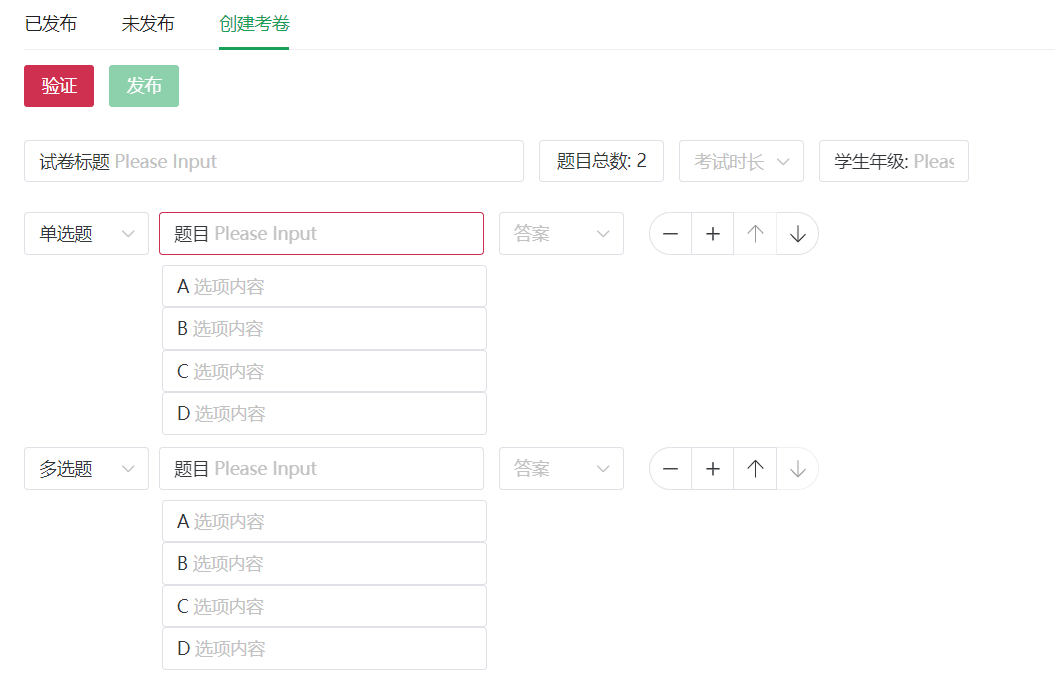 已发布 未发布 创建考卷
验证 发布
试卷标题 Please Input 题目总数: 2 考试时长 学生年级: Pleas
单选题 题目 Please Input 答案
A 选项内容
B 选项内容
C 选项内容
D 选项内容
多选题 题目 Please Input 答案
A 选项内容
B 选项内容
C 选项内容
D 选项内容